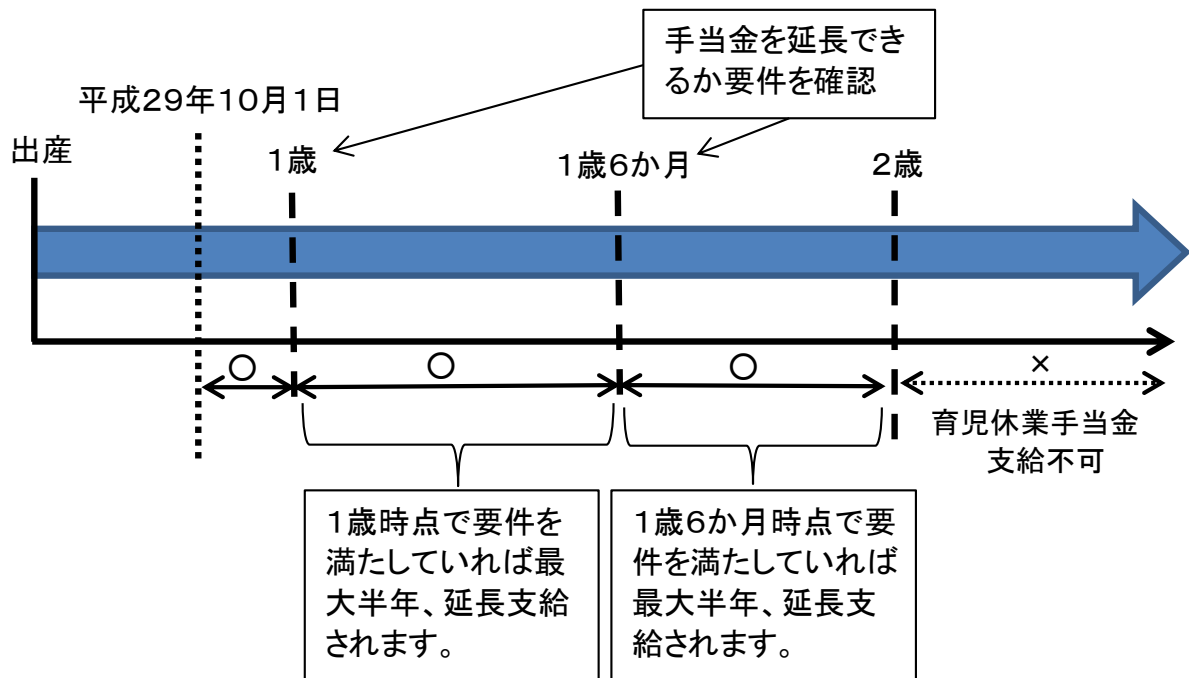 手当金を延長でき
るか要件を確認
平成29年10月1日
出産
1歳
1歳6か月
2歳
○
○
○
×
育児休業手当金
支給不可
1歳時点で要件を
満たしていれば最
大半年、延長支給
されます。
1歳6か月時点で要
件を満たしていれば
最大半年、延長支
給されます。